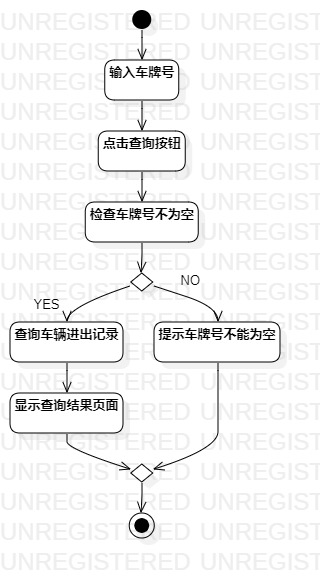 输入车牌号
点击查询按钮
检查车牌号不为空
NO
YES
查询车辆进出记录
提示车牌号不能为空
显示查询结果页面
UNREGISTERED